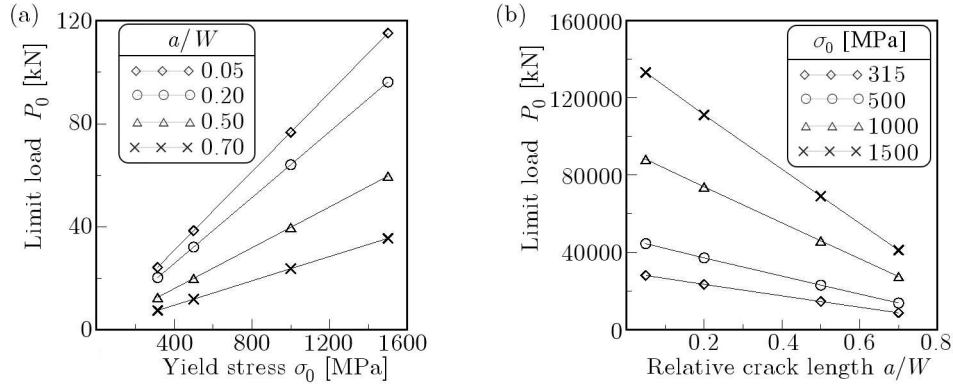 (a)
120
80
40
0
Limit load P₀ [kN]
a/W
0.05
0.20
0.50
0.70
400 800 1200 1600
Yield stress σ₀ [MPa]
(b)
160000
120000
80000
40000
0
Limit load P₀ [kN]
σ₀ [MPa]
315
500
1000
1500
0.2 0.4 0.6 0.8
Relative crack length a/W